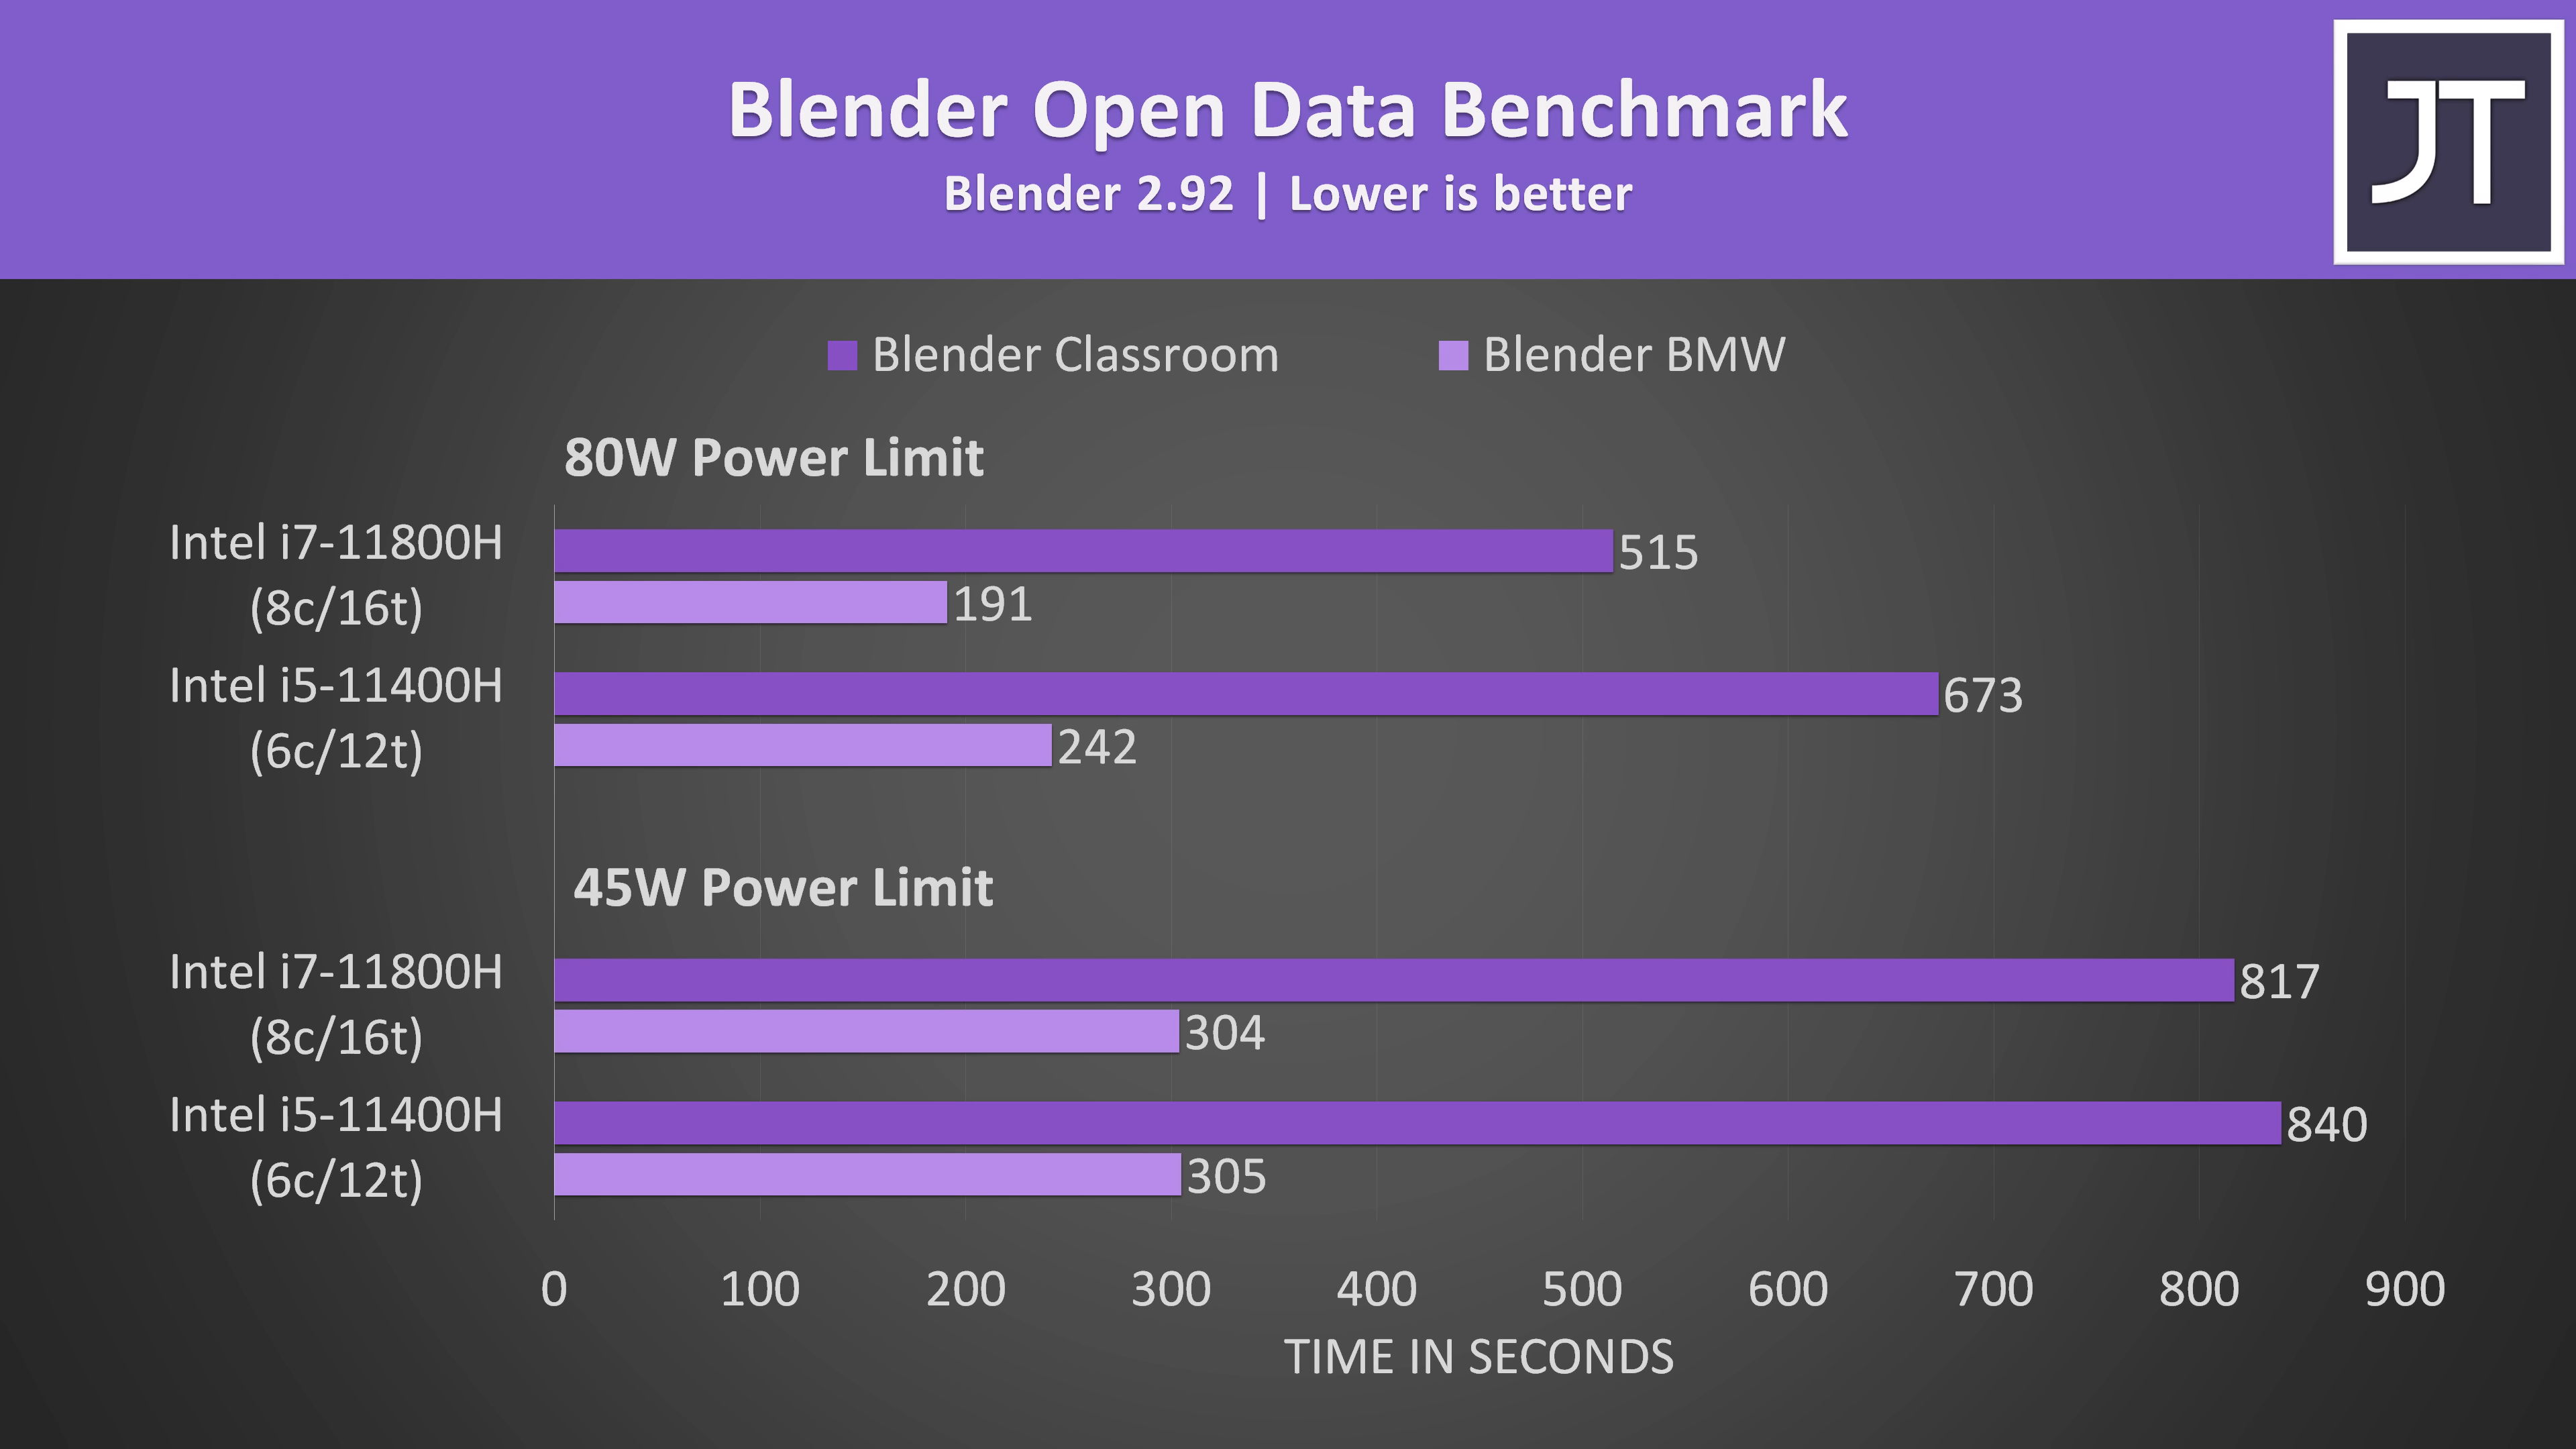 Blender Open Data Benchmark
Blender 2.92 | Lower is better
JT
Blender Classroom
Blender BMW
80W Power Limit
Intel i7-11800H
(8c/16t)
515
191
Intel i5-11400H
(6c/12t)
673
242
45W Power Limit
Intel i7-11800H
(8c/16t)
817
304
Intel i5-11400H
(6c/12t)
840
305
0 100 200 300 400 500 600 700 800 900
TIME IN SECONDS